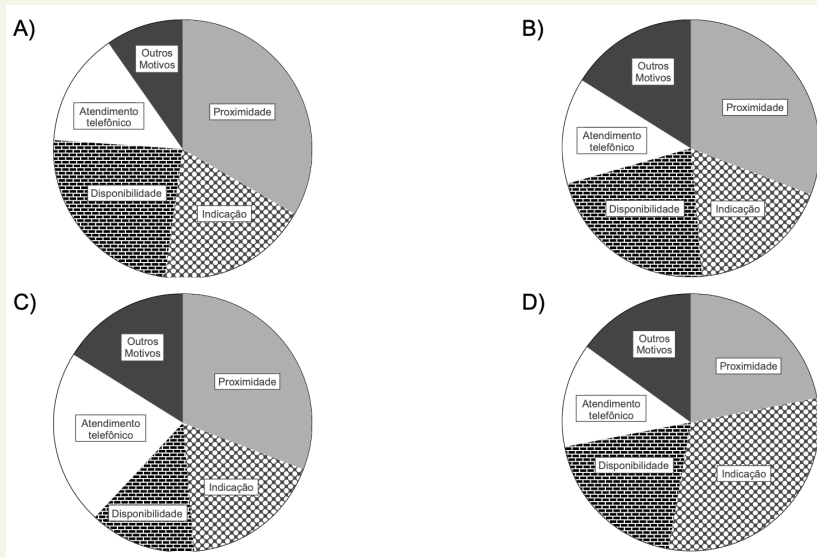 A)
Outros
Motivos
Proximidade
Atendimento
telefônico
Disponibilidade
Indicação
B)
Outros
Motivos
Proximidade
Atendimento
telefônico
Disponibilidade
Indicação
C)
Outros
Motivos
Proximidade
Atendimento
telefônico
Indicação
Disponibilidade
D)
Outros
Motivos
Proximidade
Atendimento
telefônico
Disponibilidade
Indicação